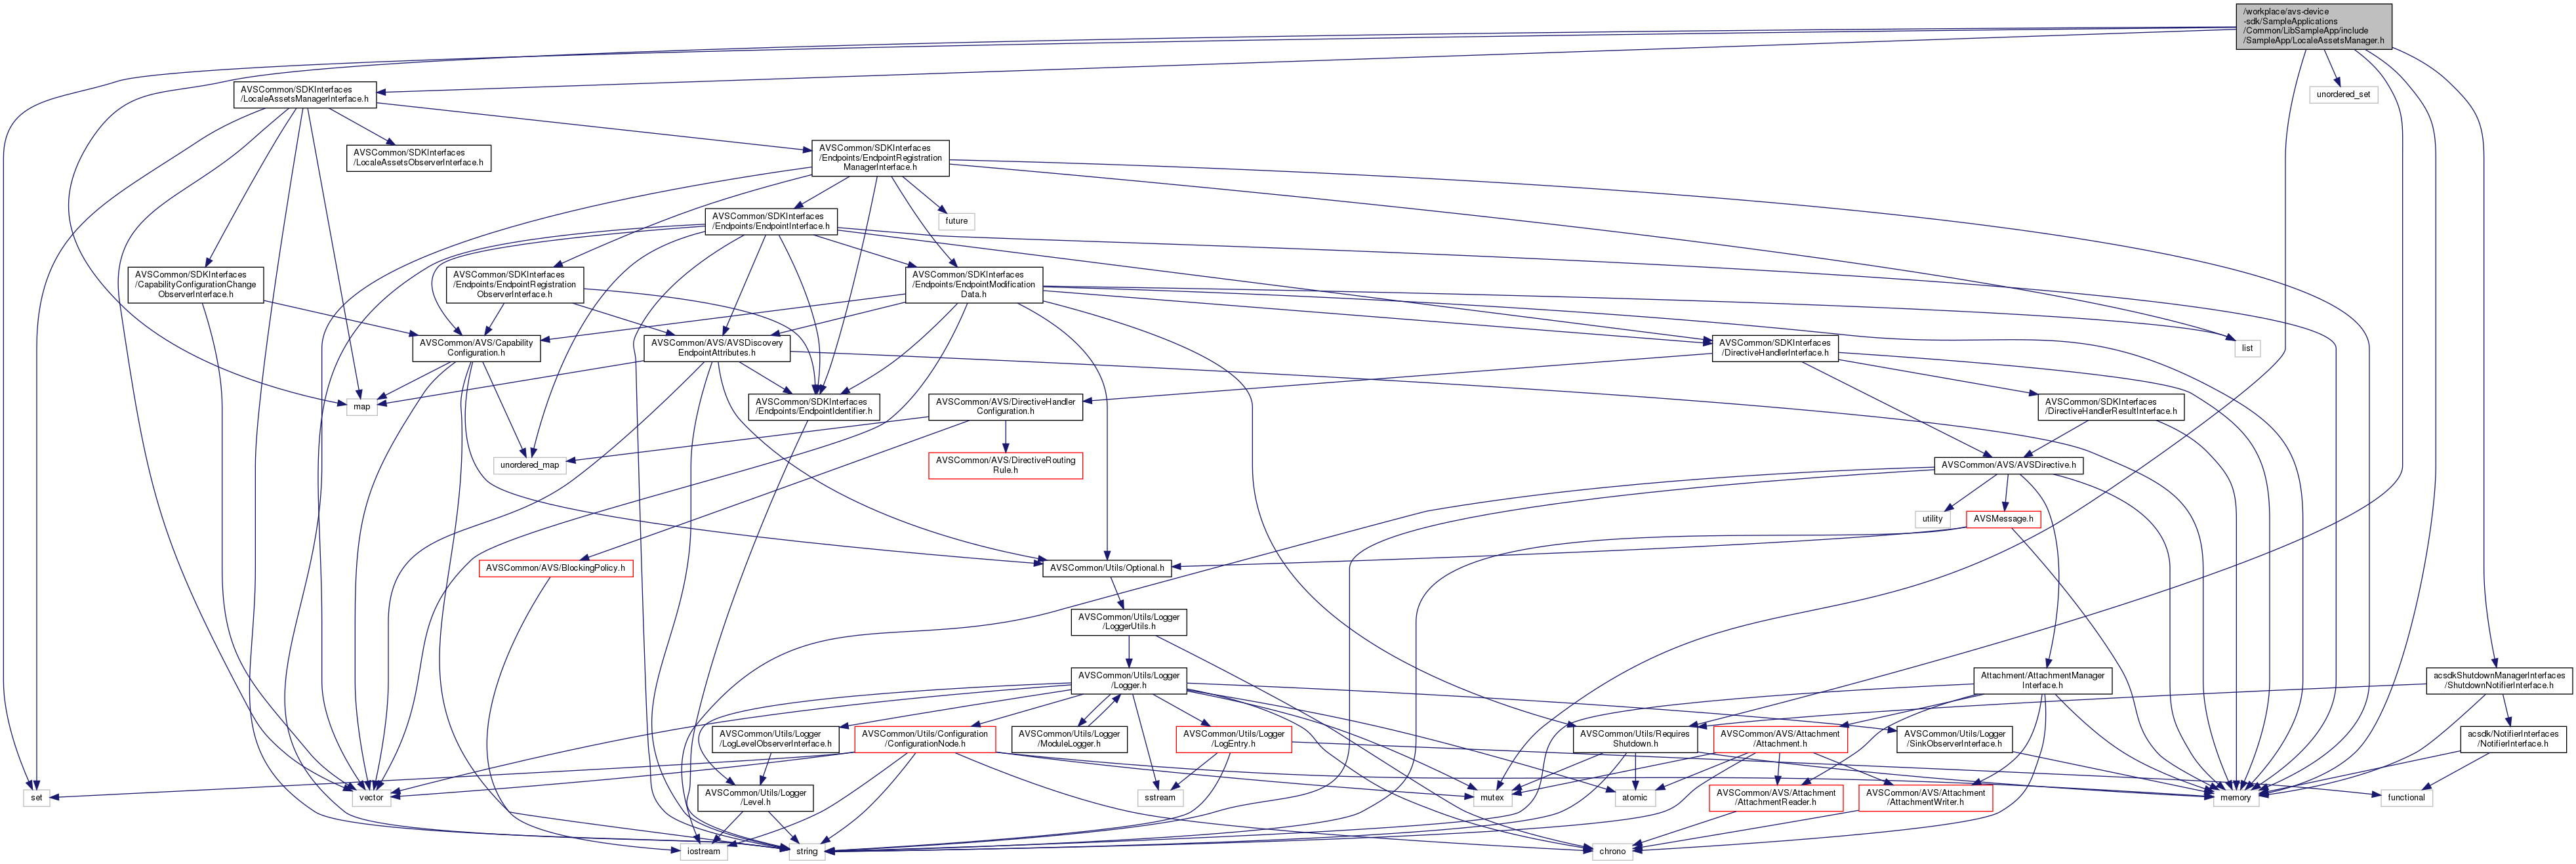 /workplace/avs-device
-sdk/SampleApplications
/Common/LibSampleApp/include
/SampleApp/LocaleAssetsManager.h
AVSCommon/SDKInterfaces
/LocaleAssetsManagerInterface.h
unordered_set
AVSCommon/SDKInterfaces
/LocaleAssetsObserverInterface.h
AVSCommon/SDKInterfaces
/Endpoints/EndpointRegistration
ManagerInterface.h
AVSCommon/SDKInterfaces
/Endpoints/EndpointInterface.h
future
AVSCommon/SDKInterfaces
/CapabilityConfigurationChange
ObserverInterface.h
AVSCommon/SDKInterfaces
/Endpoints/EndpointRegistration
ObserverInterface.h
AVSCommon/SDKInterfaces
/Endpoints/EndpointModification
Data.h
AVSCommon/AVS/Capability
Configuration.h
AVSCommon/AVS/AVSDiscovery
EndpointAttributes.h
AVSCommon/SDKInterfaces
/DirectiveHandlerInterface.h
list
map
AVSCommon/SDKInterfaces
/Endpoints/EndpointIdentifier.h
AVSCommon/AVS/DirectiveHandler
Configuration.h
AVSCommon/SDKInterfaces
/DirectiveHandlerResultInterface.h
unordered_map
AVSCommon/AVS/DirectiveRouting
Rule.h
AVSCommon/AVS/AVSDirective.h
utility
AVSMessage.h
AVSCommon/AVS/BlockingPolicy.h
AVSCommon/Utils/Optional.h
AVSCommon/Utils/Logger
/LoggerUtils.h
AVSCommon/Utils/Logger
/Logger.h
Attachment/AttachmentManager
Interface.h
acsdkShutdownManagerInterfaces
/ShutdownNotifierInterface.h
AVSCommon/Utils/Logger
/LogLevelObserverInterface.h
AVSCommon/Utils/Configuration
/ConfigurationNode.h
AVSCommon/Utils/Logger
/ModuleLogger.h
AVSCommon/Utils/Logger
/LogEntry.h
AVSCommon/Utils/Requires
Shutdown.h
AVSCommon/AVS/Attachment
/Attachment.h
AVSCommon/Utils/Logger
/SinkObserverInterface.h
acsdk/NotifierInterfaces
/NotifierInterface.h
set
vector
AVSCommon/Utils/Logger
/Level.h
sstream
mutex
atomic
AVSCommon/AVS/Attachment
/AttachmentReader.h
AVSCommon/AVS/Attachment
/AttachmentWriter.h
memory
functional
iostream
string
chrono